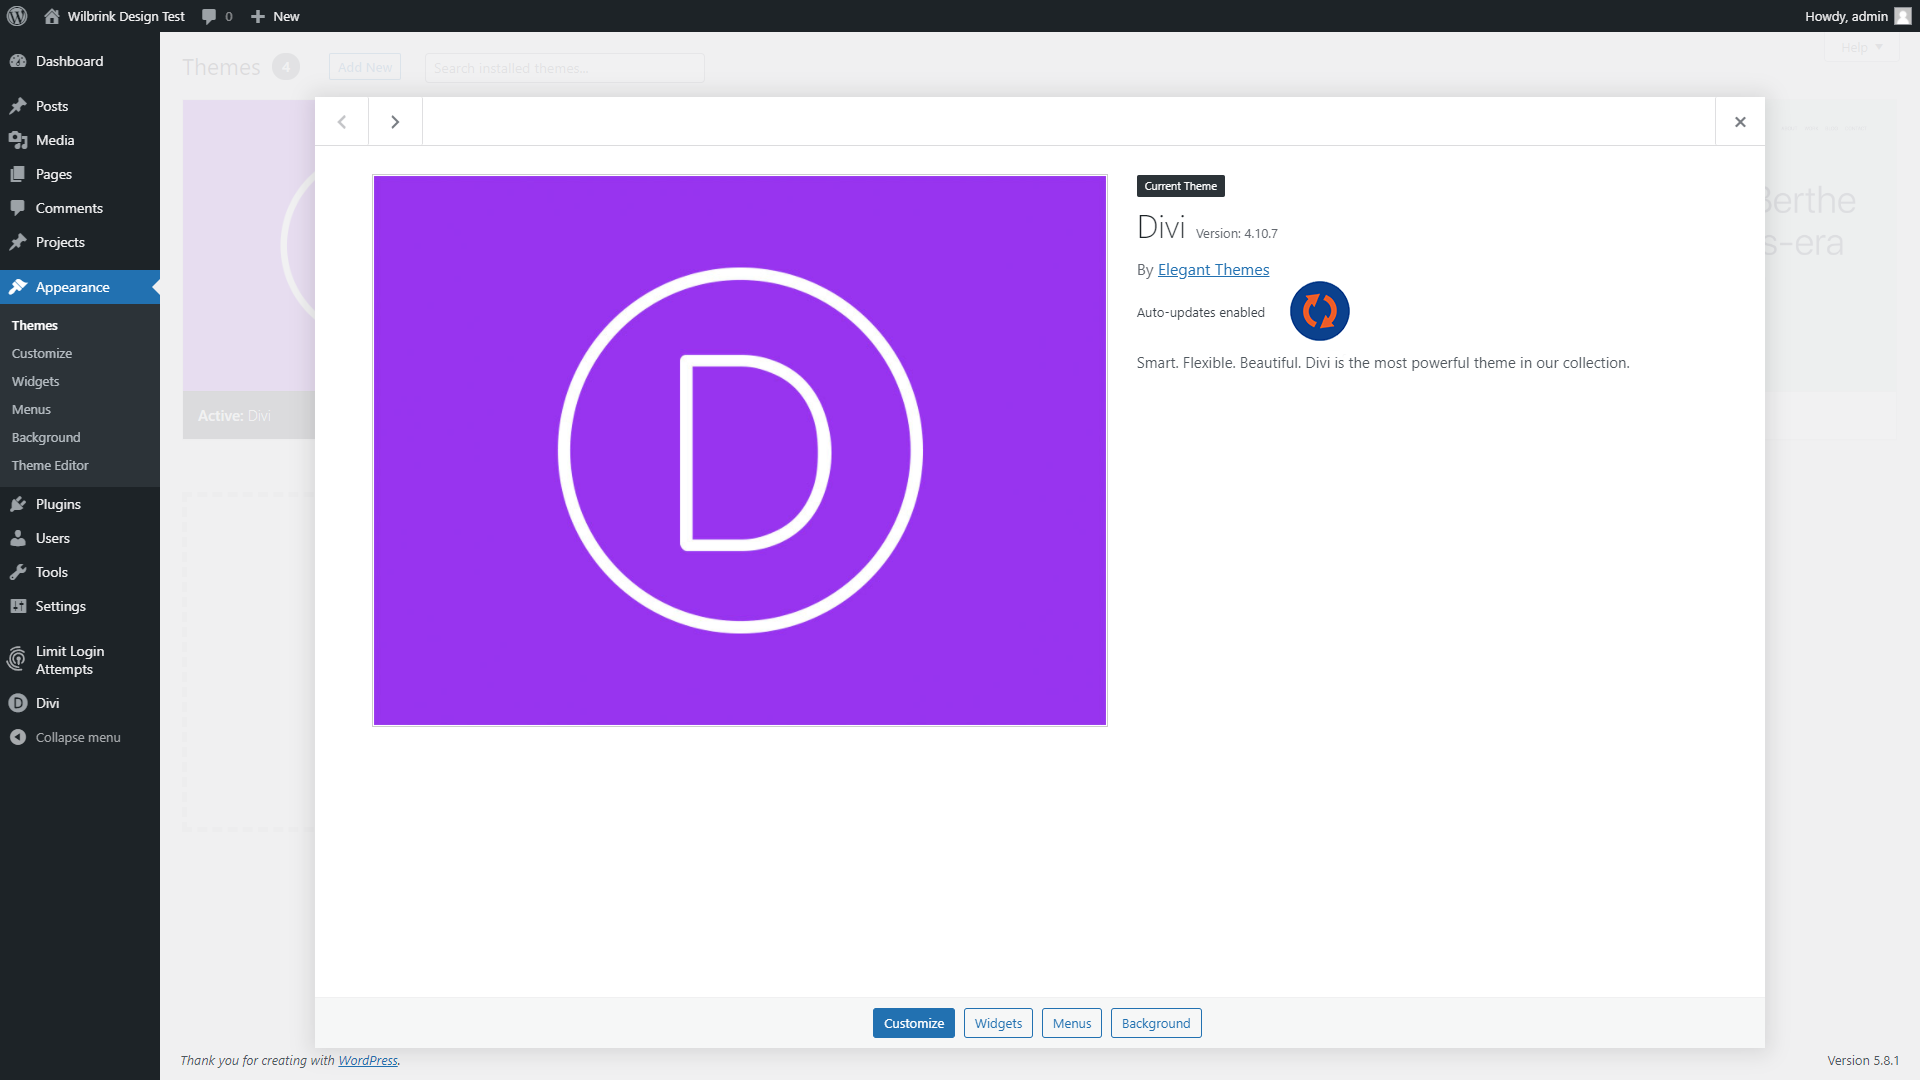 Wilbrink Design Test
0
New
Howdy, admin
Dashboard
Posts
Media
Pages
Comments
Projects
Appearance
Themes
Customize
Widgets
Menus
Background
Theme Editor
Plugins
Users
Tools
Settings
Limit Login
Attempts
Divi
Collapse menu
Themes 4
Add New
Search installed themes...
Help
Active: Divi
Berthe
s-era
D
Current Theme
Divi Version: 4.10.7
By Elegant Themes
Auto-updates enabled
Smart. Flexible. Beautiful. Divi is the most powerful theme in our collection.
Customize
Widgets
Menus
Background
Thank you for creating with WordPress.
Version 5.8.1